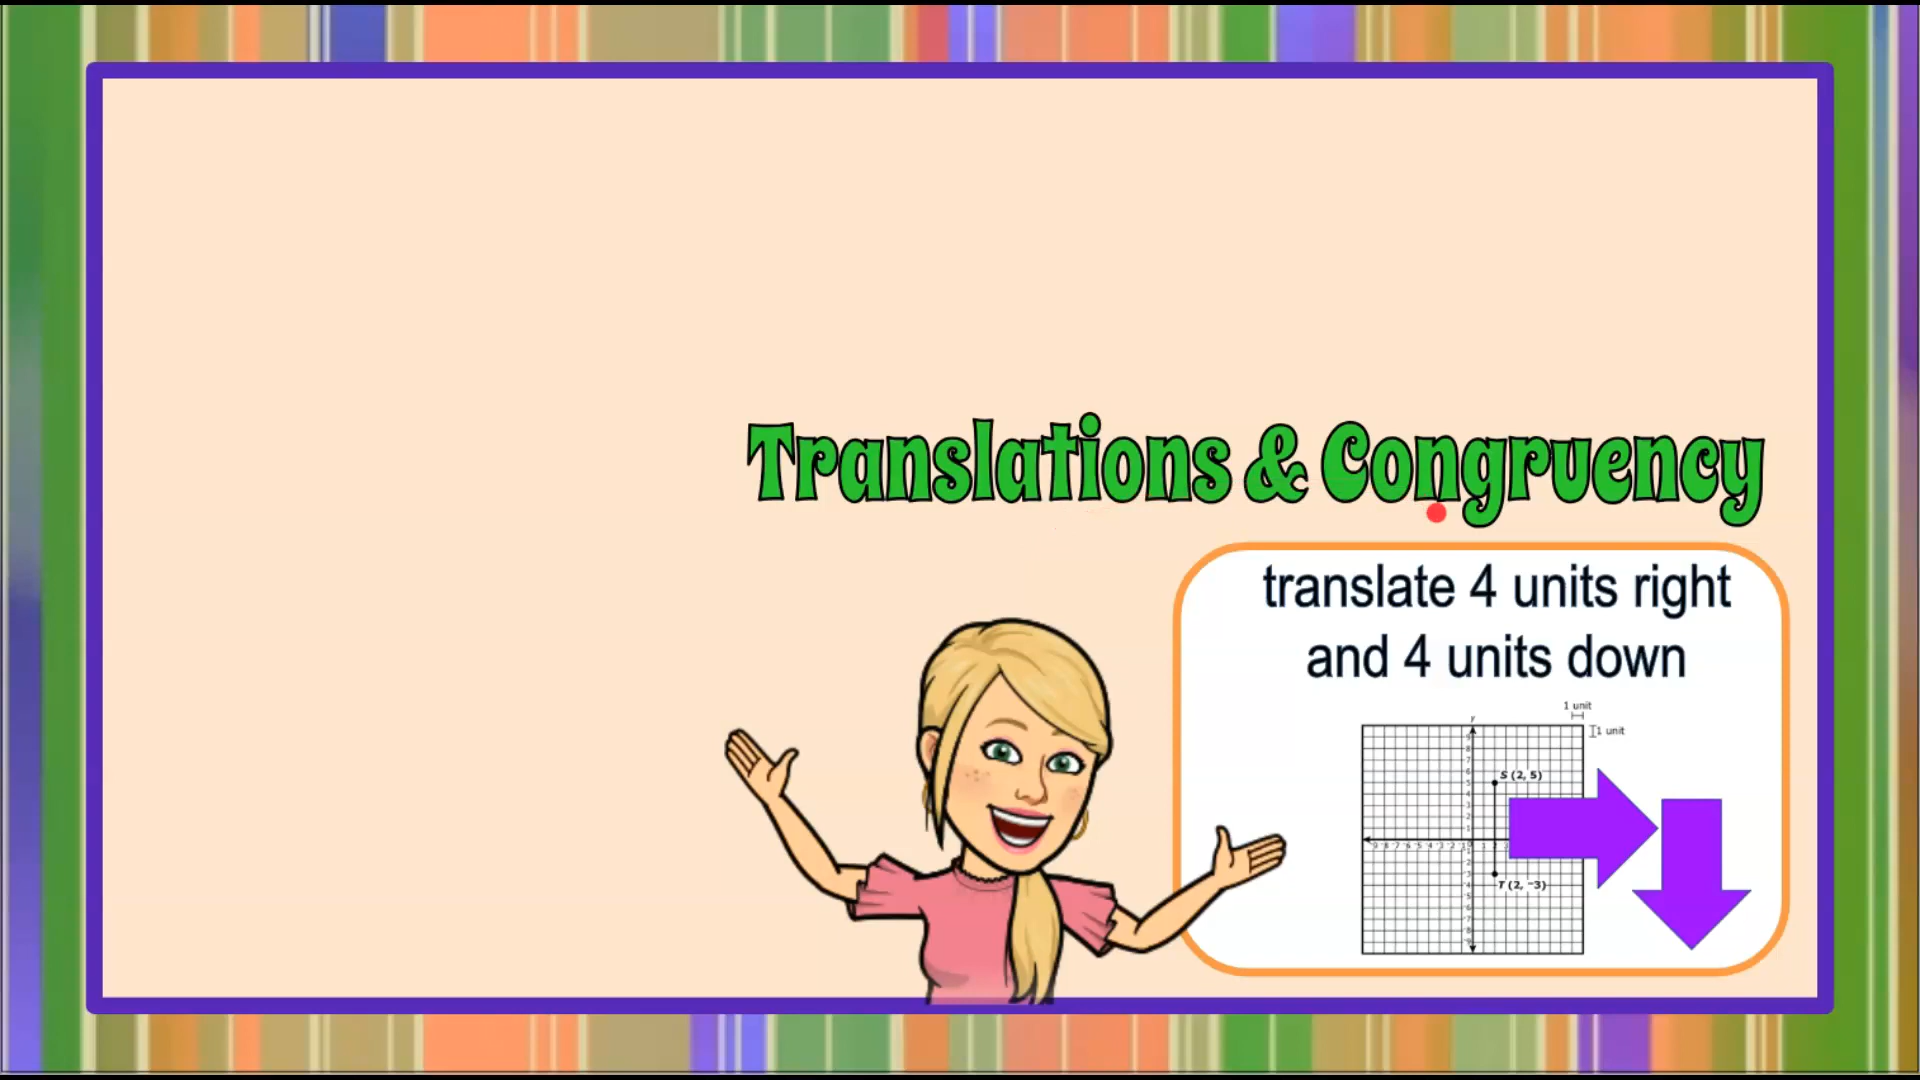 Translations & Congruency
translate 4 units right
and 4 units down
1 unit
1 unit
y
S (2, 5)
T (2, −3)